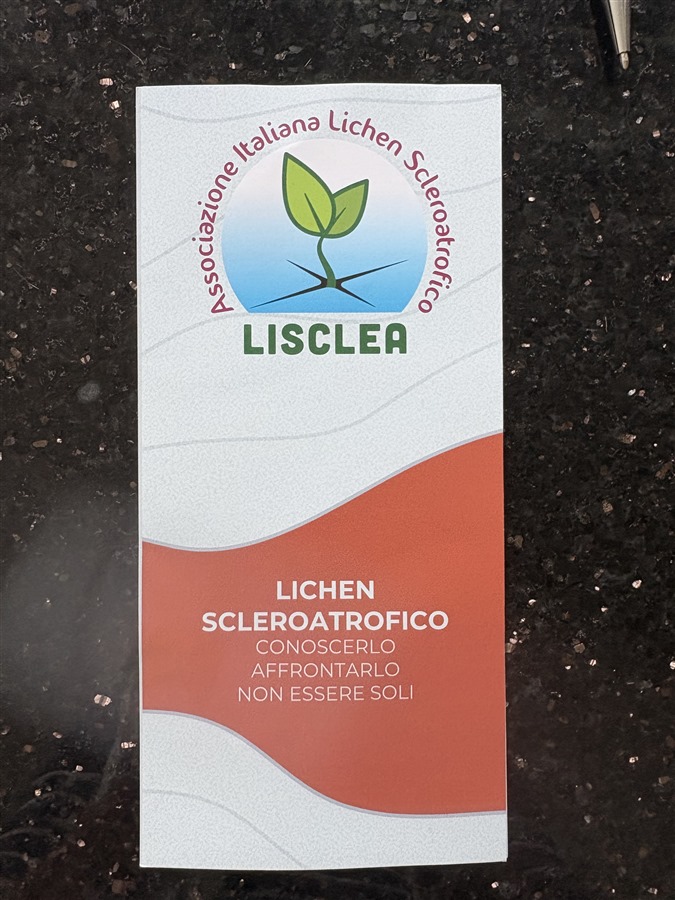 Associazione Italiana Lichen Scleroatrofico
LISCLEA
LICHEN
SCLEROATROFICO
CONOSCERLO
AFFRONTARLO
NON ESSERE SOLI